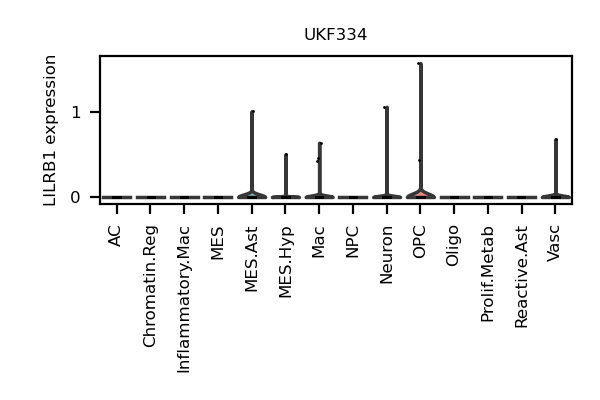 UKF334
LILRB1 expression
1
0
AC
Chromatin.Reg
Inflammatory.Mac
MES
MES.Ast
MES.Hyp
Mac
NPC
Neuron
OPC
Oligo
Prolif.Metab
Reactive.Ast
Vasc